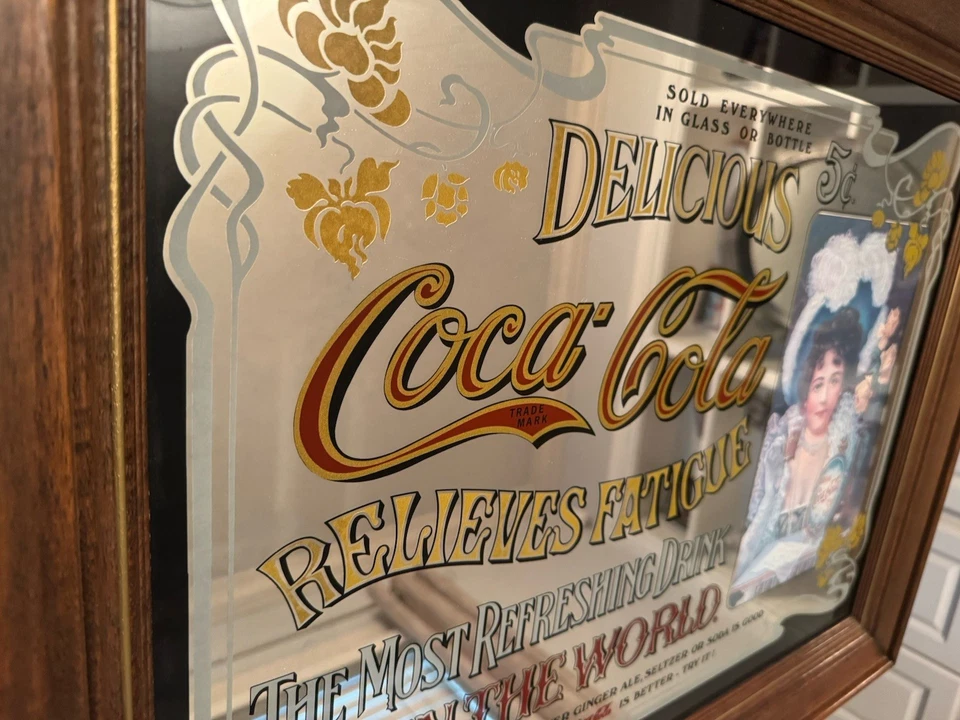 SOLD EVERYWHERE
IN GLASS OR BOTTLE
5¢
DELICIOUS
Coca-Cola
TRADE
MARK
RELIEVES FATIGUE
THE MOST REFRESHING DRINK
IN THE WORLD.
GINGER ALE, SELTZER OR SODA IS GOOD
IS BETTER - TRY IT!